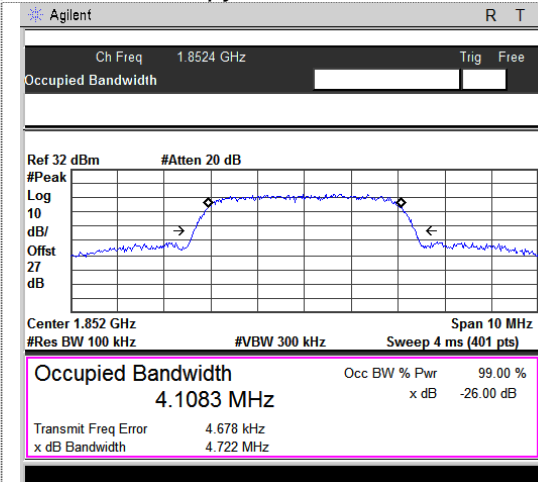 Agilent R T
Ch Freq 1.8524 GHz Trig Free
Occupied Bandwidth
Ref 32 dBm #Atten 20 dB
#Peak
Log
10
dB/
Offst
27
dB
Center 1.852 GHz Span 10 MHz
#Res BW 100 kHz #VBW 300 kHz Sweep 4 ms (401 pts)
Occupied Bandwidth Occ BW % Pwr 99.00 %
4.1083 MHz x dB -26.00 dB
Transmit Freq Error 4.678 kHz
x dB Bandwidth 4.722 MHz